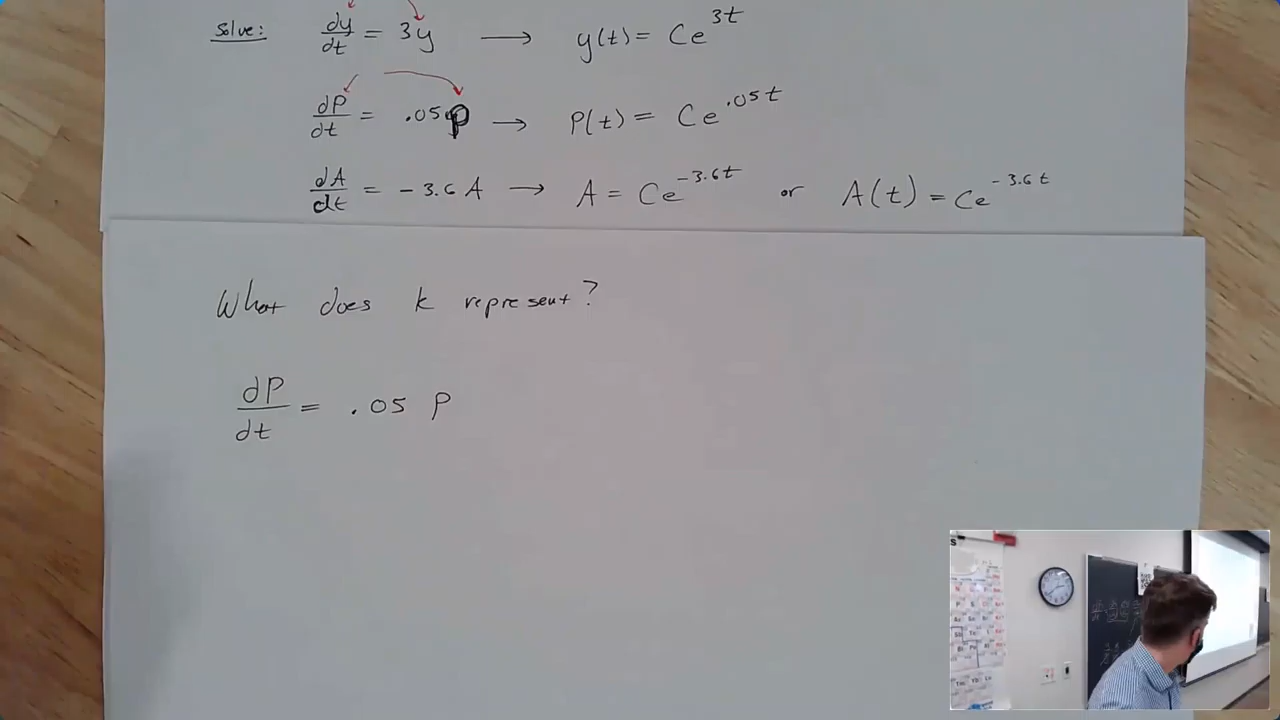 Solve: dy/dt = 3y → y(t) = Ce^3t
dP/dt = .05P → P(t) = Ce^.05t
dA/dt = -3.6A → A = Ce^-3.6t or A(t) = Ce^-3.6t
What does k represent?
dP/dt = .05 P